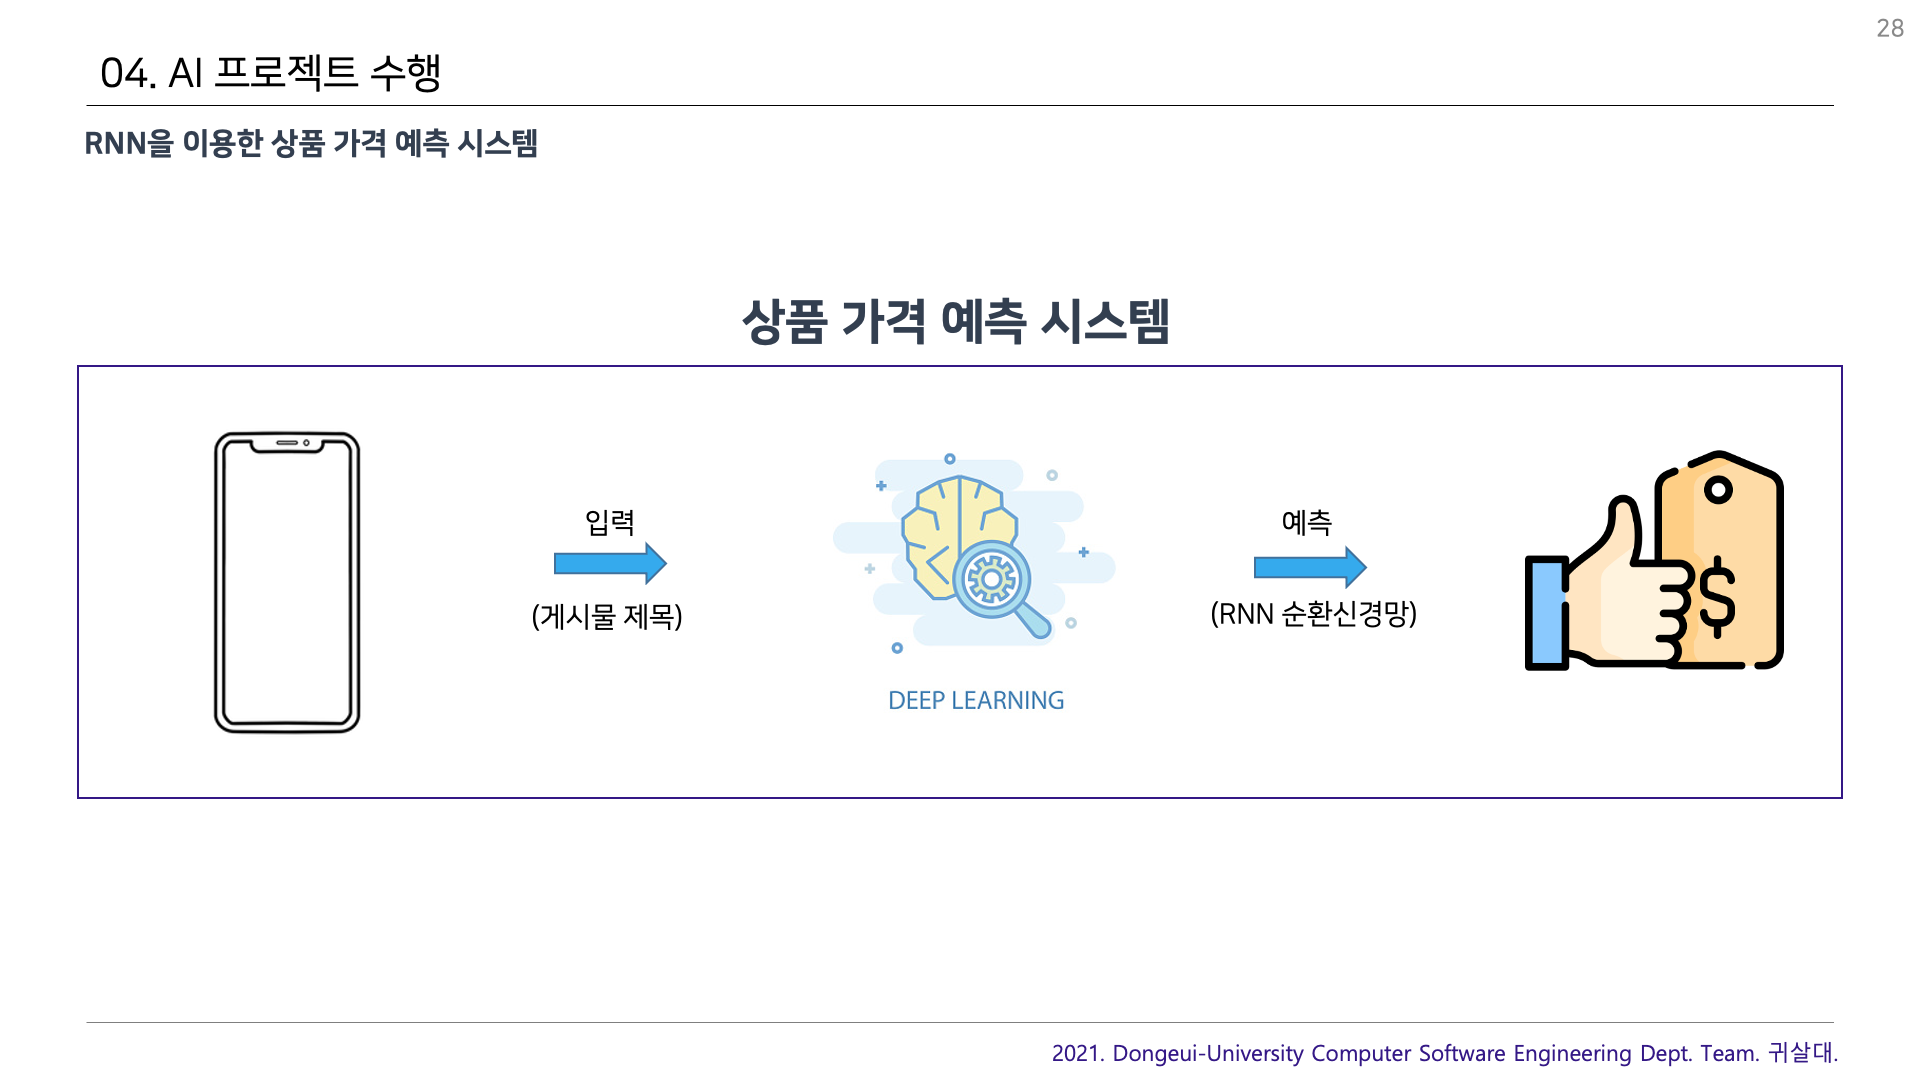 28
04. AI 프로젝트 수행
RNN을 이용한 상품 가격 예측 시스템
상품 가격 예측 시스템
입력
(게시물 제목)
DEEP LEARNING
예측
(RNN 순환신경망)
$
2021. Dongeui-University Computer Software Engineering Dept. Team. 귀살대.